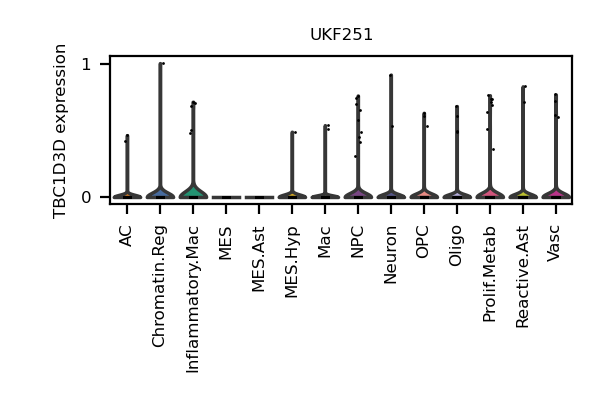 UKF251
TBC1D3D expression
1
0
AC
Chromatin.Reg
Inflammatory.Mac
MES
MES.Ast
MES.Hyp
Mac
NPC
Neuron
OPC
Oligo
Prolif.Metab
Reactive.Ast
Vasc